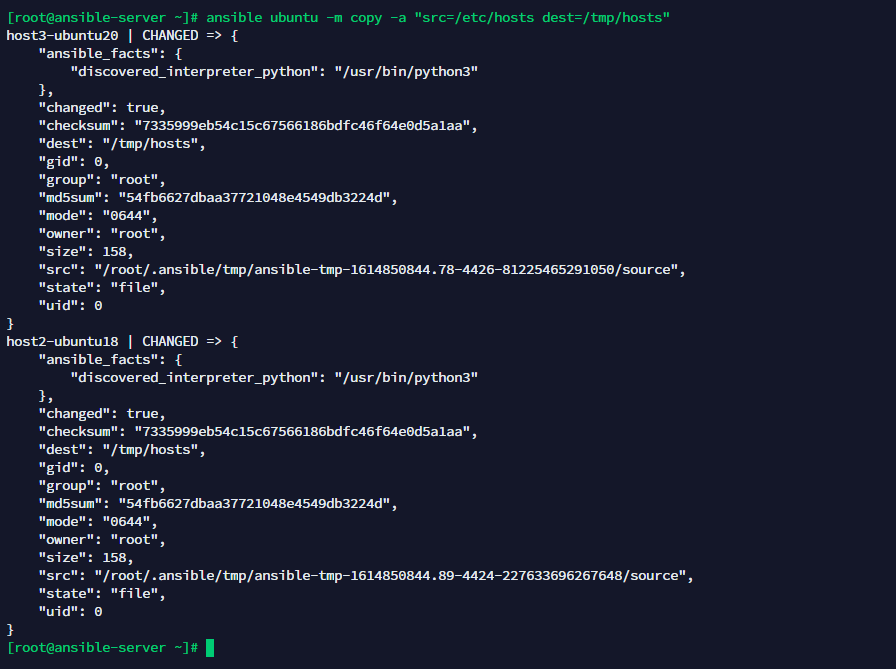 [root@ansible-server ~]# ansible ubuntu -m copy -a "src=/etc/hosts dest=/tmp/hosts"
host3-ubuntu20 | CHANGED => {
    "ansible_facts": {
        "discovered_interpreter_python": "/usr/bin/python3"
    },
    "changed": true,
    "checksum": "7335999eb54c15c67566186bdfc46f64e0d5a1aa",
    "dest": "/tmp/hosts",
    "gid": 0,
    "group": "root",
    "md5sum": "54fb6627dbaa37721048e4549db3224d",
    "mode": "0644",
    "owner": "root",
    "size": 158,
    "src": "/root/.ansible/tmp/ansible-tmp-1614850844.78-4426-81225465291050/source",
    "state": "file",
    "uid": 0
}
host2-ubuntu18 | CHANGED => {
    "ansible_facts": {
        "discovered_interpreter_python": "/usr/bin/python3"
    },
    "changed": true,
    "checksum": "7335999eb54c15c67566186bdfc46f64e0d5a1aa",
    "dest": "/tmp/hosts",
    "gid": 0,
    "group": "root",
    "md5sum": "54fb6627dbaa37721048e4549db3224d",
    "mode": "0644",
    "owner": "root",
    "size": 158,
    "src": "/root/.ansible/tmp/ansible-tmp-1614850844.89-4424-227633696267648/source",
    "state": "file",
    "uid": 0
}
[root@ansible-server ~]#